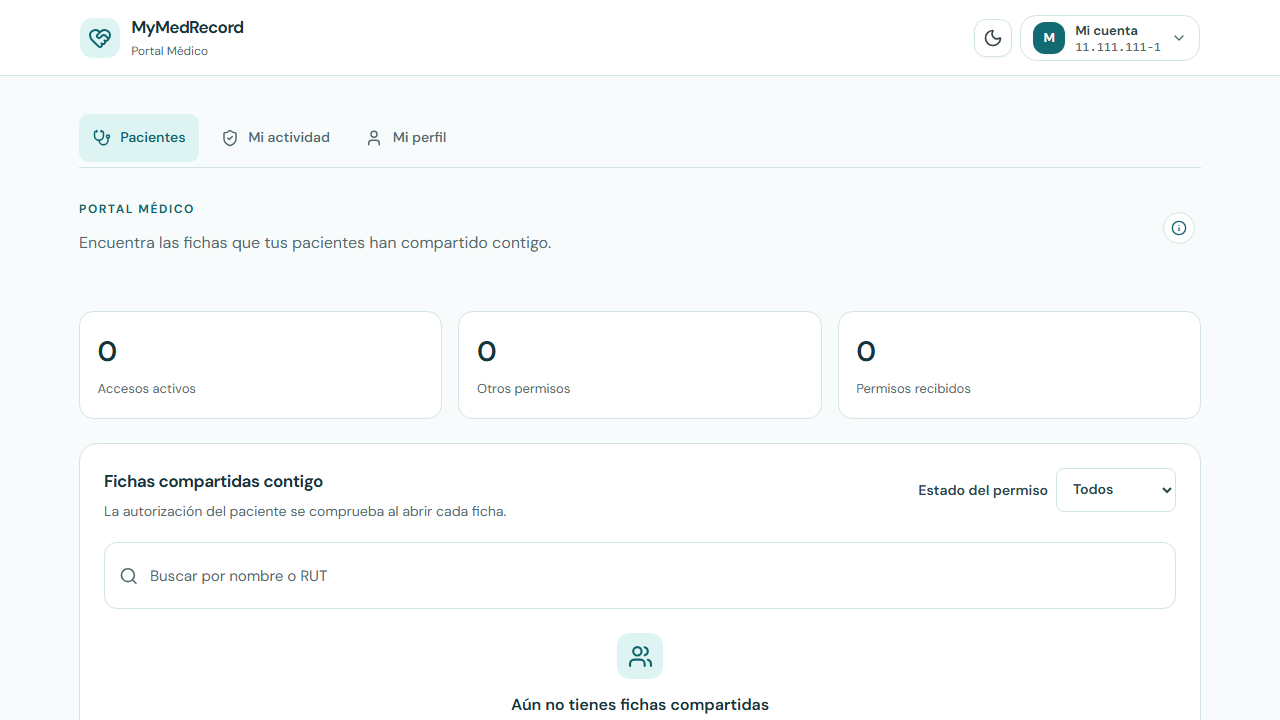 MyMedRecord
Portal Médico
M
Mi cuenta
11.111.111-1
Pacientes
Mi actividad
Mi perfil
PORTAL MÉDICO
Encuentra las fichas que tus pacientes han compartido contigo.
0
Accesos activos
0
Otros permisos
0
Permisos recibidos
Fichas compartidas contigo
La autorización del paciente se comprueba al abrir cada ficha.
Estado del permiso
Todos
Buscar por nombre o RUT
Aún no tienes fichas compartidas